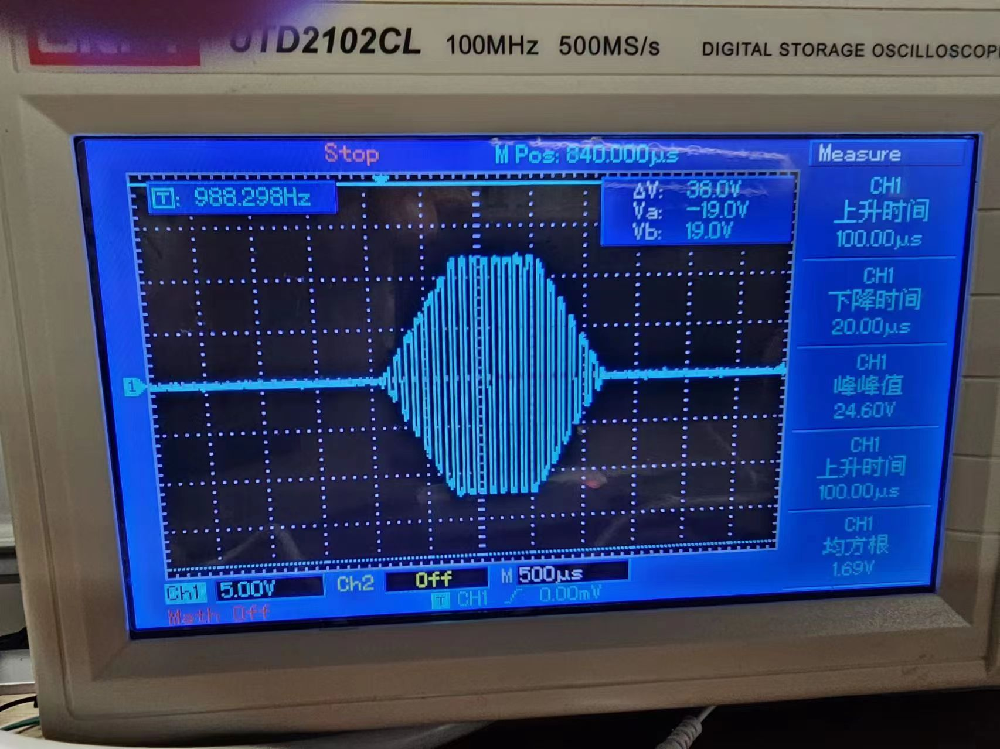 UTD2102CL 100MHz 500MS/s DIGITAL STORAGE OSCILLOSCOPE
Stop M Pos: 840.000µs Measure
T: 988.298Hz
ΔV: 38.0V
Va: -19.0V
Vb: 19.0V
CH1
上升时间
100.00µs
CH1
下降时间
20.00µs
CH1
峰峰值
24.60V
CH1
上升时间
100.00µs
CH1
均方根
1.69V
1
Ch1 5.00V Ch2 Off M 500µs
T CH1 0.00mV
Math Off